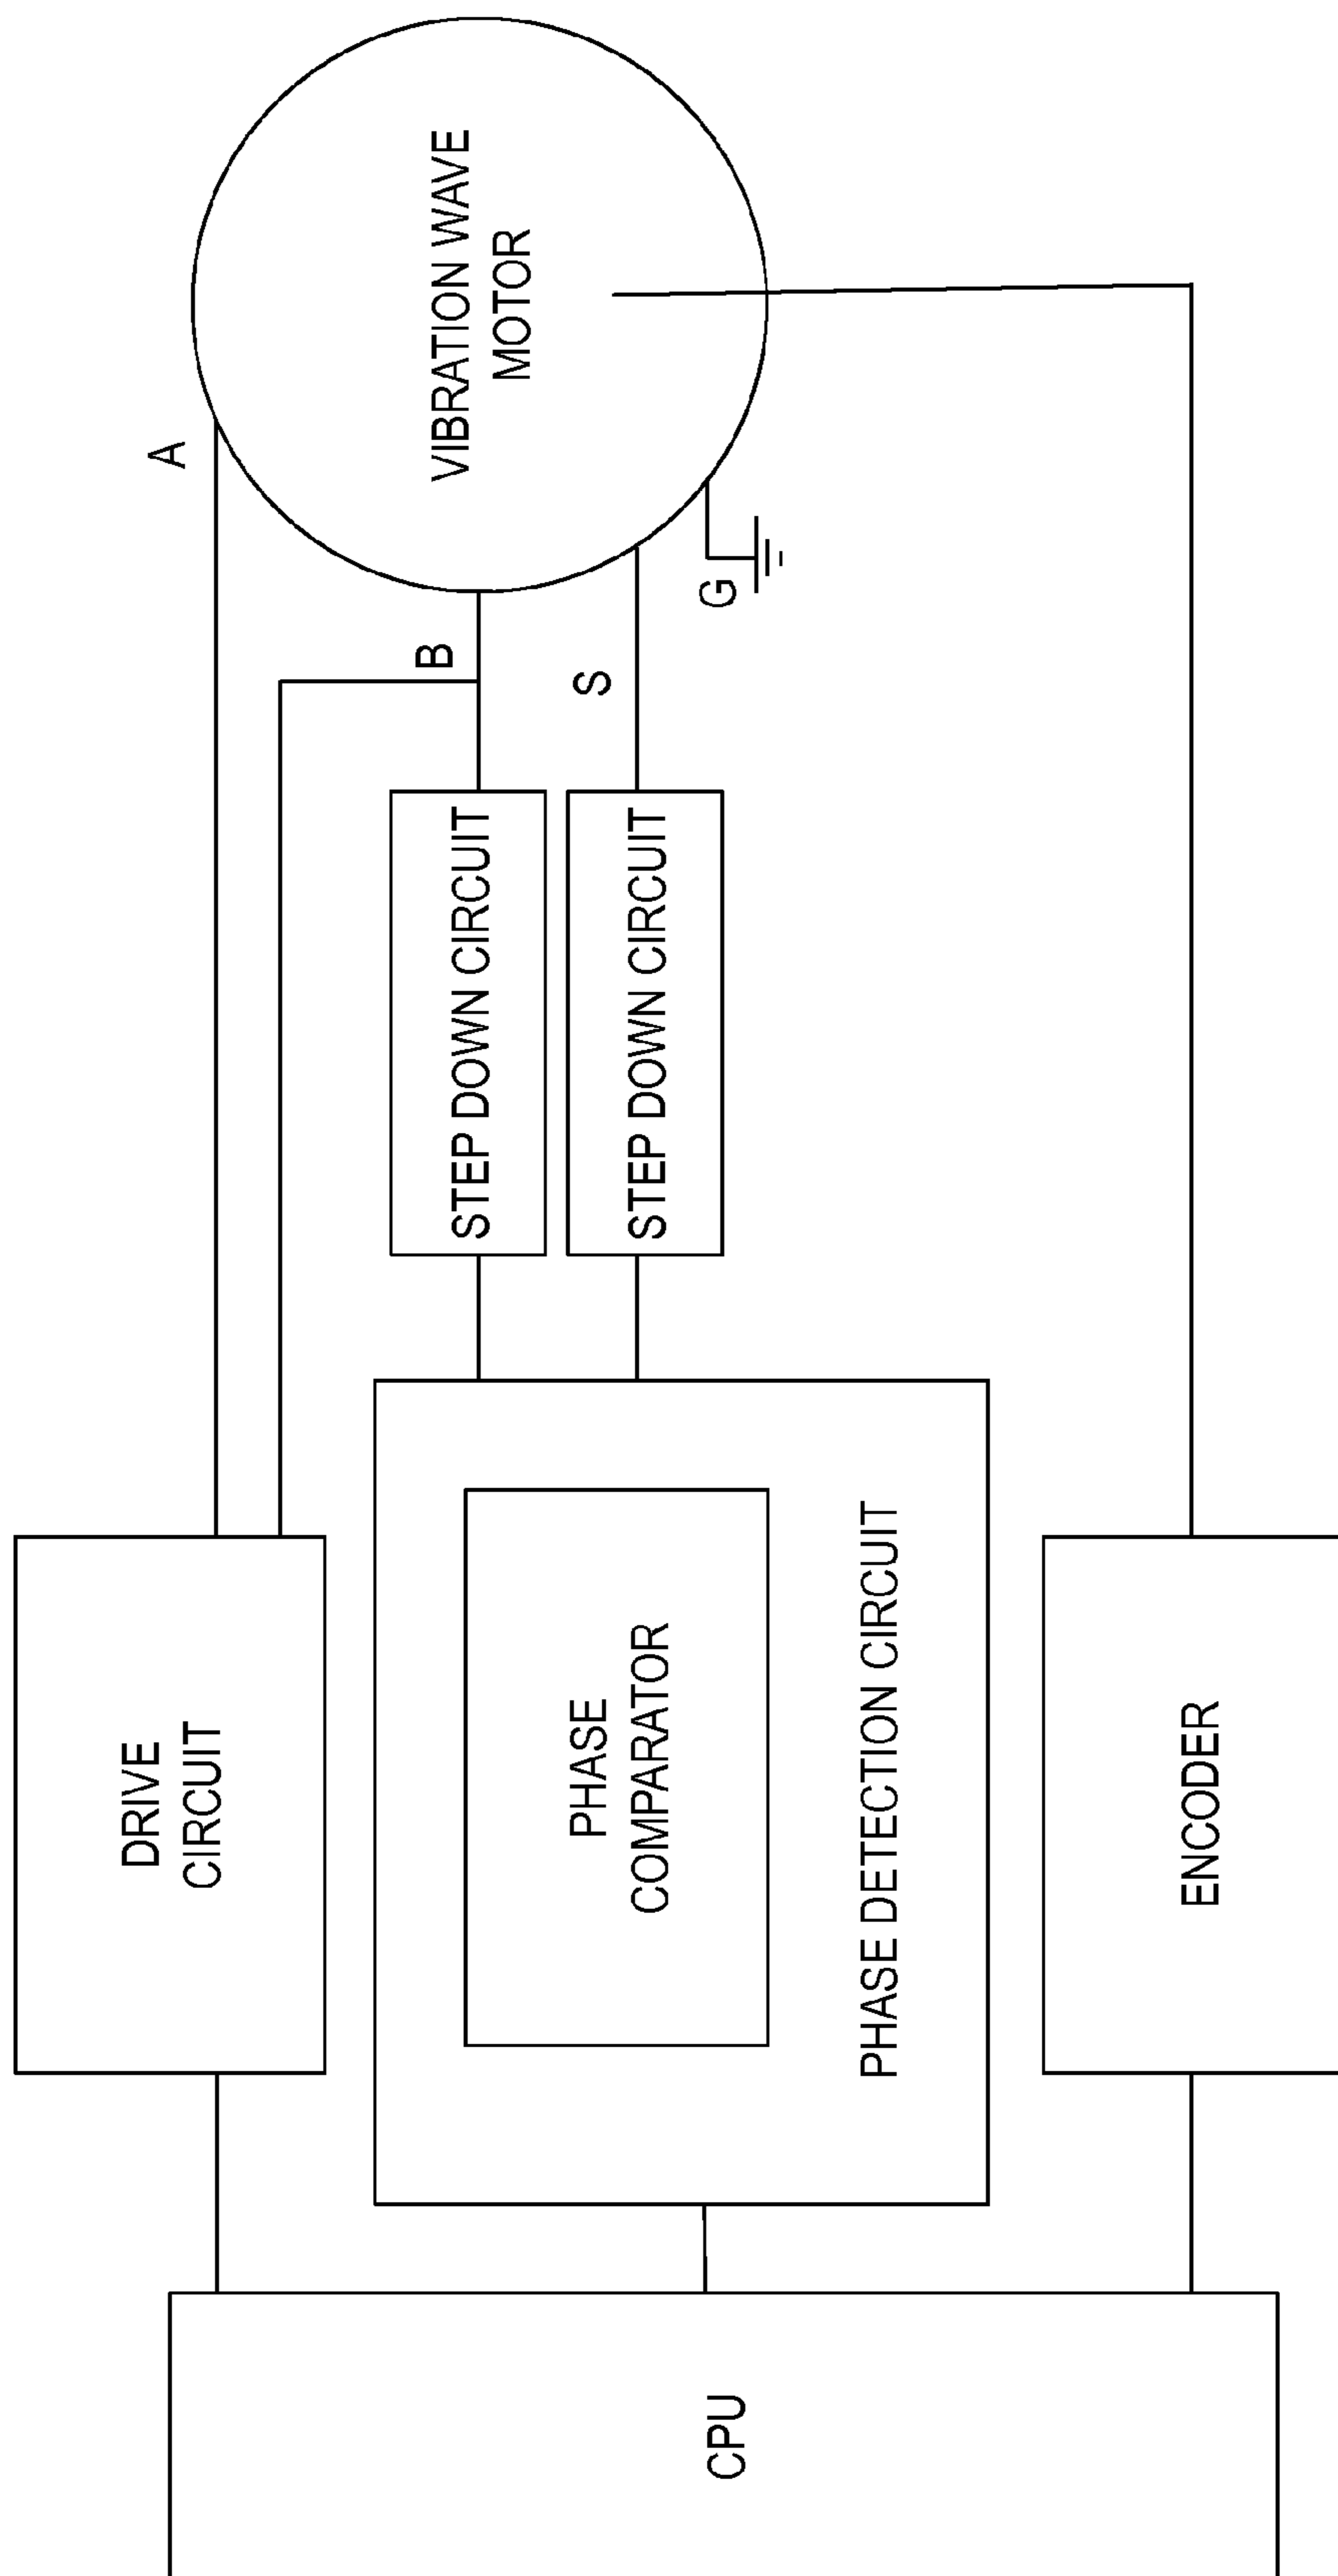 CPU
DRIVE
CIRCUIT
PHASE
COMPARATOR
PHASE DETECTION CIRCUIT
ENCODER
STEP DOWN CIRCUIT
STEP DOWN CIRCUIT
A
B
S
G
VIBRATION WAVE
MOTOR